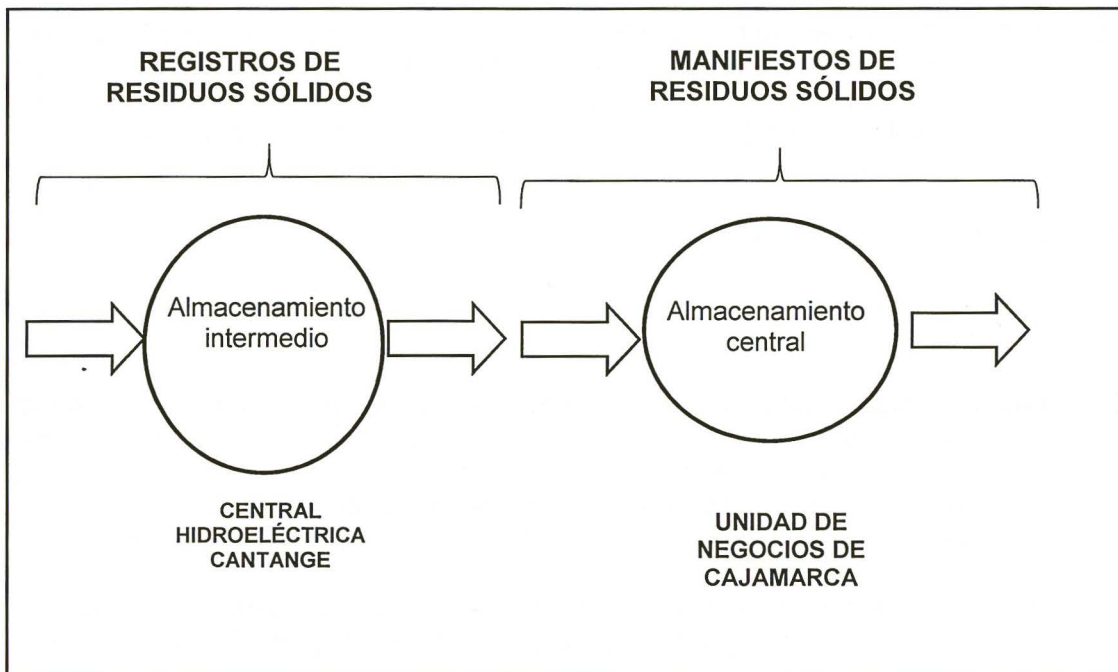 REGISTROS DE
RESIDUOS SÓLIDOS
MANIFIESTOS DE
RESIDUOS SÓLIDOS
Almacenamiento
intermedio
Almacenamiento
central
CENTRAL
HIDROELÉCTRICA
CANTANGE
UNIDAD DE
NEGOCIOS DE
CAJAMARCA